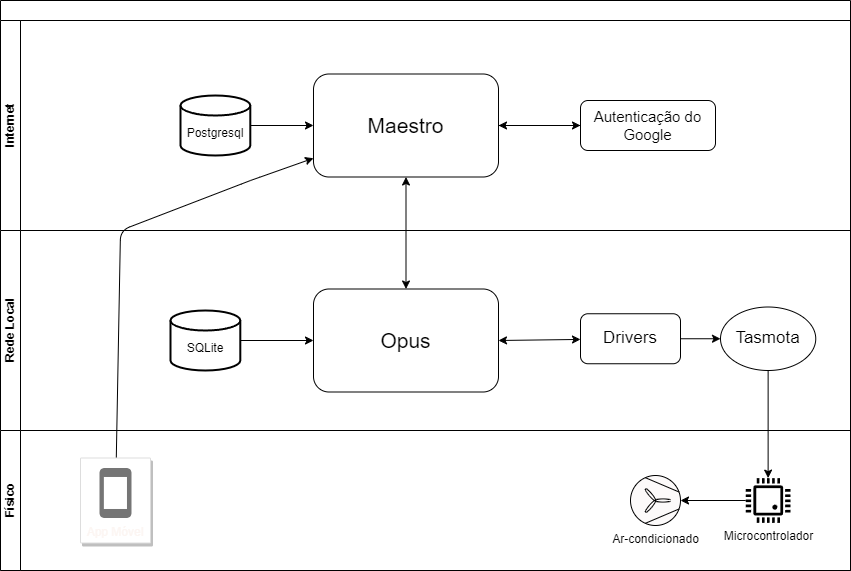 Internet
Postgresql
Maestro
Autenticação do
Google
Rede Local
SQLite
Opus
Drivers
Tasmota
Físico
App Móvel
Ar-condicionado
Microcontrolador